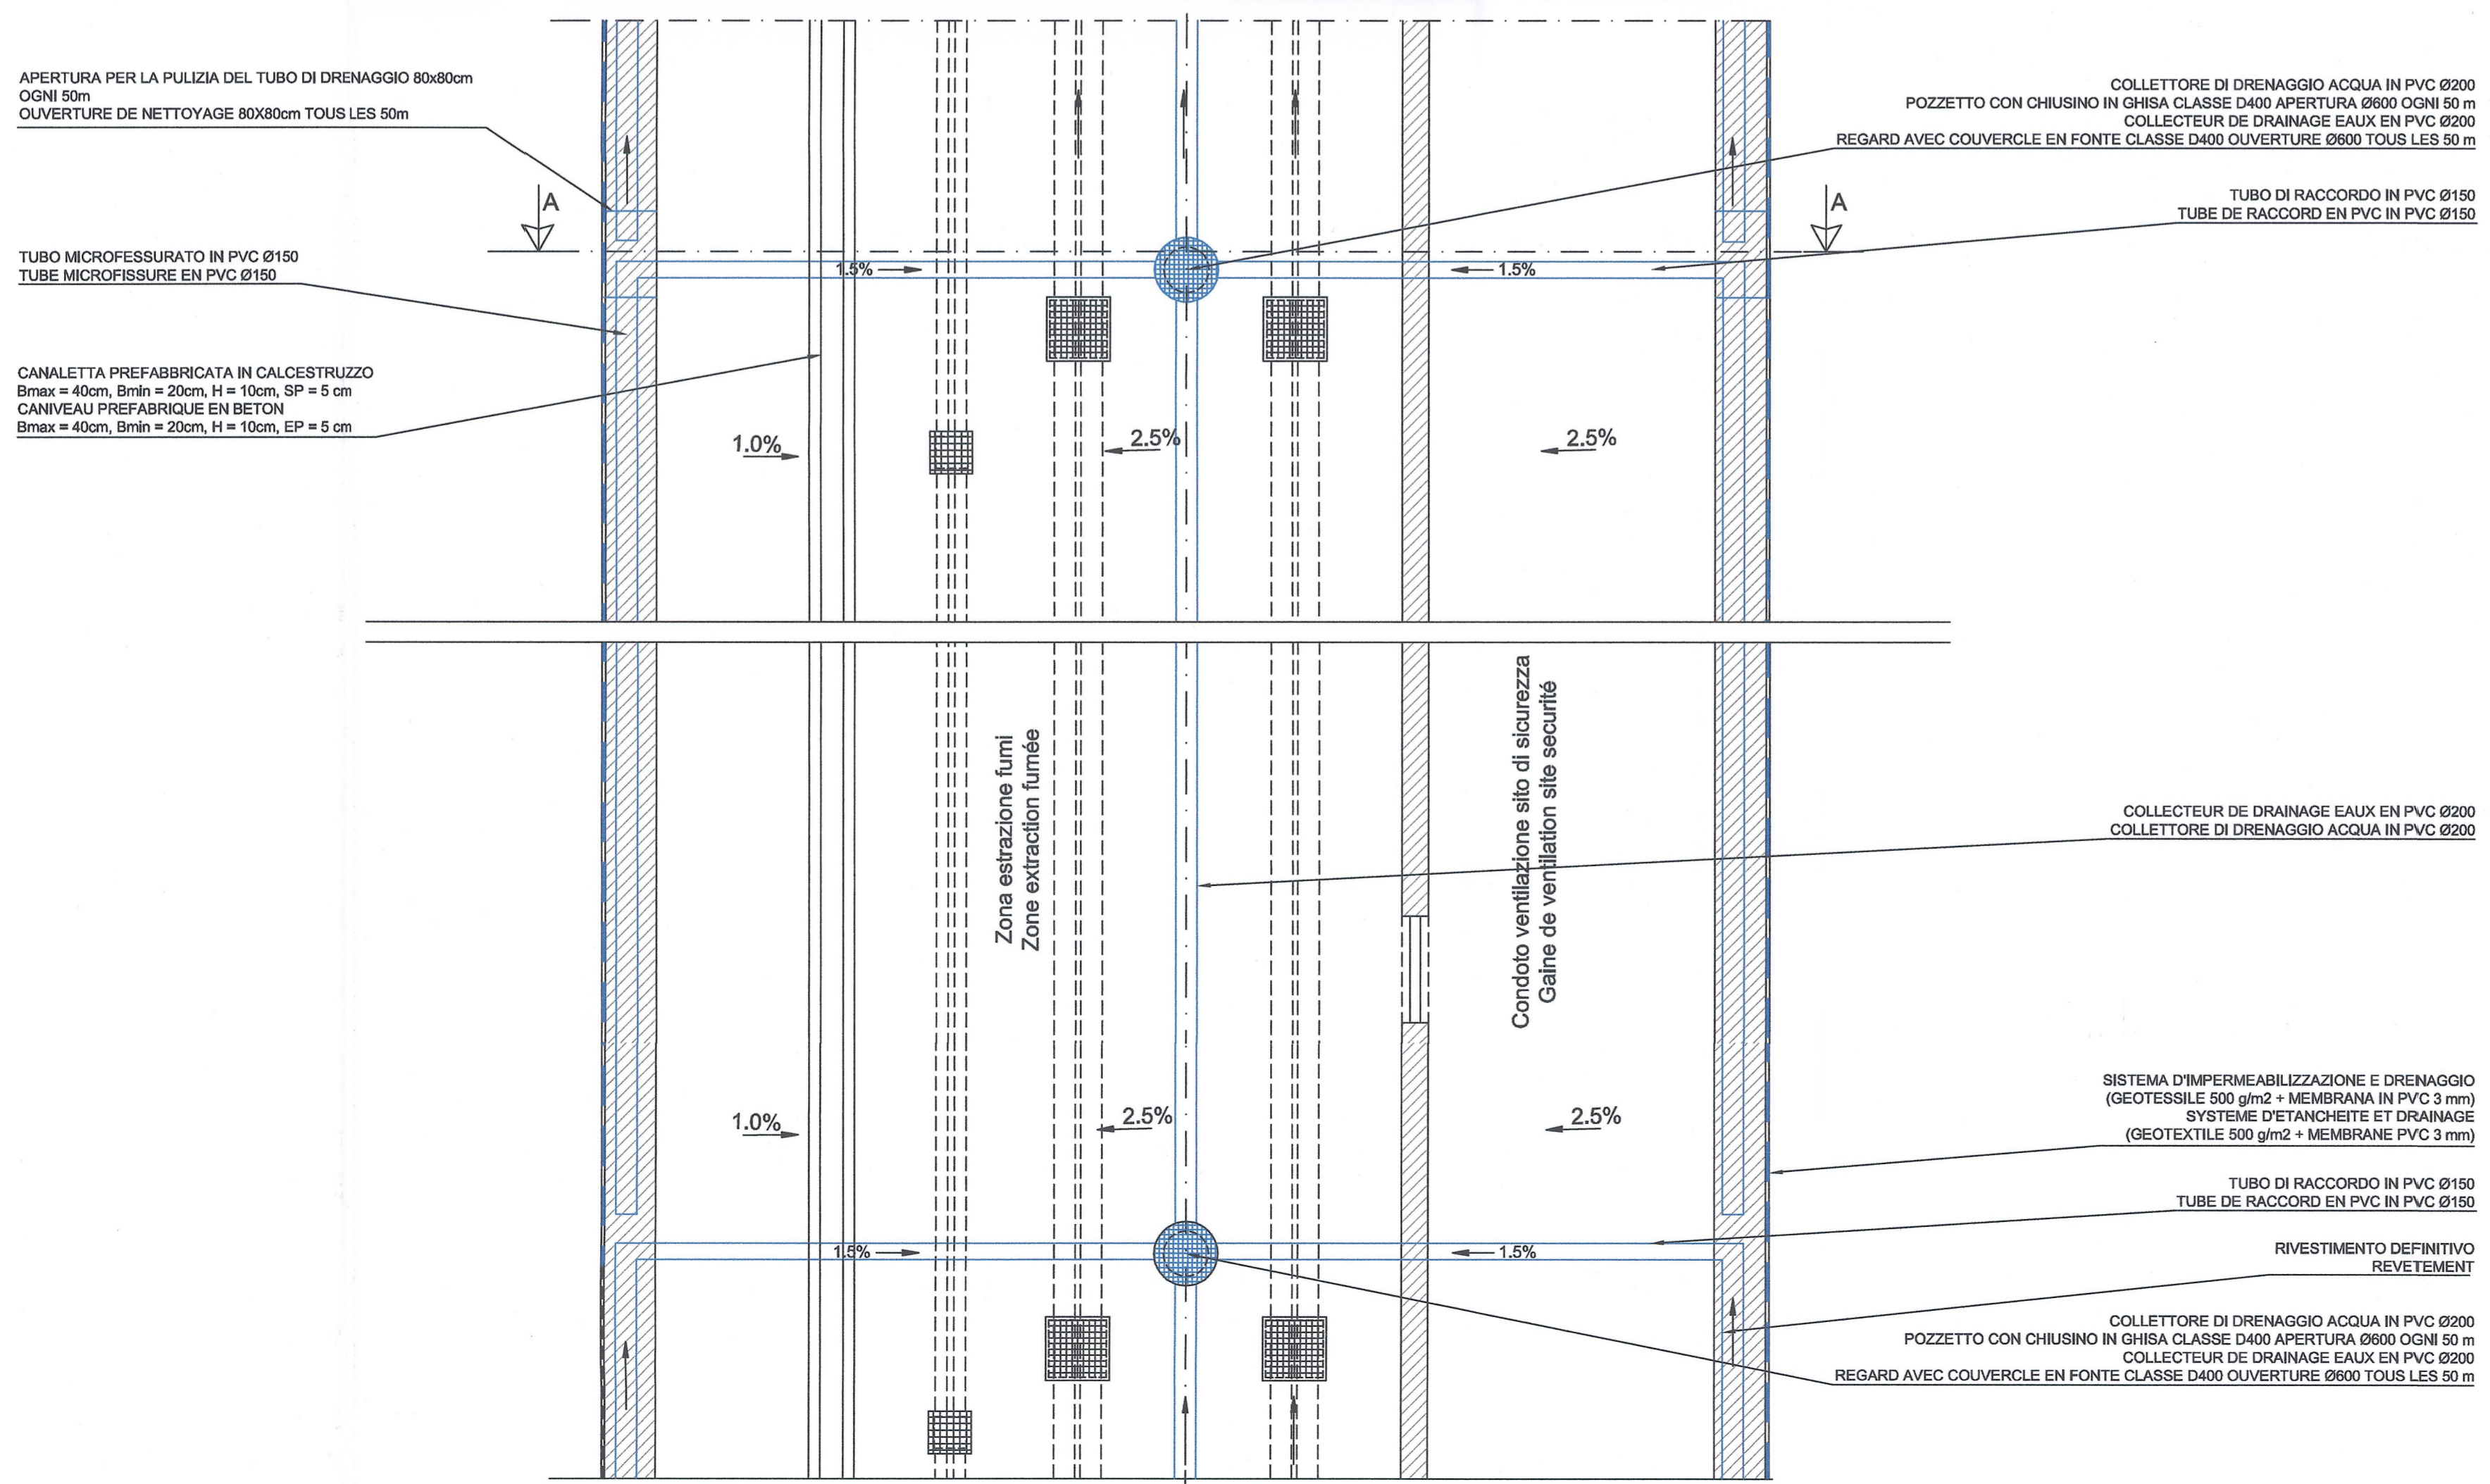 APERTURA PER LA PULIZIA DEL TUBO DI DRENAGGIO 80x80cm
OGNI 50m
OUVERTURE DE NETTOYAGE 80X80cm TOUS LES 50m
COLLETTORE DI DRENAGGIO ACQUA IN PVC Ø200
POZZETTO CON CHIUSINO IN GHISA CLASSE D400 APERTURA Ø600 OGNI 50 m
COLLECTEUR DE DRAINAGE EAUX EN PVC Ø200
REGARD AVEC COUVERCLE EN FONTE CLASSE D400 OUVERTURE Ø600 TOUS LES 50 m
A
A
TUBO DI RACCORDO IN PVC Ø150
TUBE DE RACCORD EN PVC IN PVC Ø150
TUBO MICROFESSURATO IN PVC Ø150
TUBE MICROFISSURE EN PVC Ø150
1.5%
1.5%
CANALETTA PREFABBRICATA IN CALCESTRUZZO
Bmax = 40cm, Bmin = 20cm, H = 10cm, SP = 5 cm
CANIVEAU PREFABRIQUE EN BETON
Bmax = 40cm, Bmin = 20cm, H = 10cm, EP = 5 cm
1.0%
2.5%
2.5%
Zona estrazione fumi
Zone extraction fumée
Condoto ventilazione sito di sicurezza
Gaine de ventilation site securité
COLLECTEUR DE DRAINAGE EAUX EN PVC Ø200
COLLETTORE DI DRENAGGIO ACQUA IN PVC Ø200
1.0%
2.5%
2.5%
SISTEMA D'IMPERMEABILIZZAZIONE E DRENAGGIO
(GEOTESSILE 500 g/m2 + MEMBRANA IN PVC 3 mm)
SYSTEME D'ETANCHEITE ET DRAINAGE
(GEOTEXTILE 500 g/m2 + MEMBRANE PVC 3 mm)
TUBO DI RACCORDO IN PVC Ø150
TUBE DE RACCORD EN PVC IN PVC Ø150
1.5%
1.5%
RIVESTIMENTO DEFINITIVO
REVETEMENT
COLLETTORE DI DRENAGGIO ACQUA IN PVC Ø200
POZZETTO CON CHIUSINO IN GHISA CLASSE D400 APERTURA Ø600 OGNI 50 m
COLLECTEUR DE DRAINAGE EAUX EN PVC Ø200
REGARD AVEC COUVERCLE EN FONTE CLASSE D400 OUVERTURE Ø600 TOUS LES 50 m